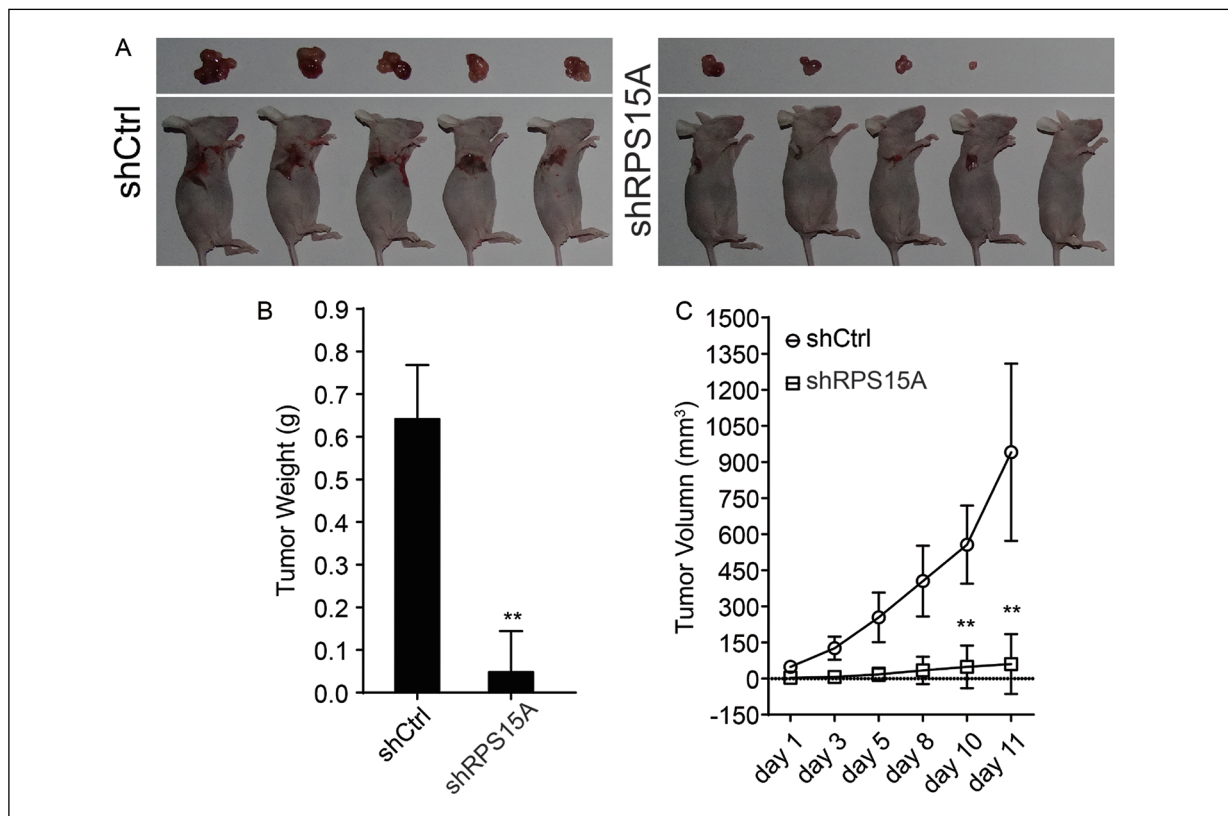 A
shCtrl
shRPS15A
B
Tumor Weight (g)
0.9
0.8
0.7
0.6
0.5
0.4
0.3
0.2
0.1
0.0
**
shCtrl
shRPS15A
C
Tumor Volumn (mm³)
1500
1350
1200
1050
900
750
600
450
300
150
0
-150
shCtrl
shRPS15A
**
**
day 1
day 3
day 5
day 8
day 10
day 11